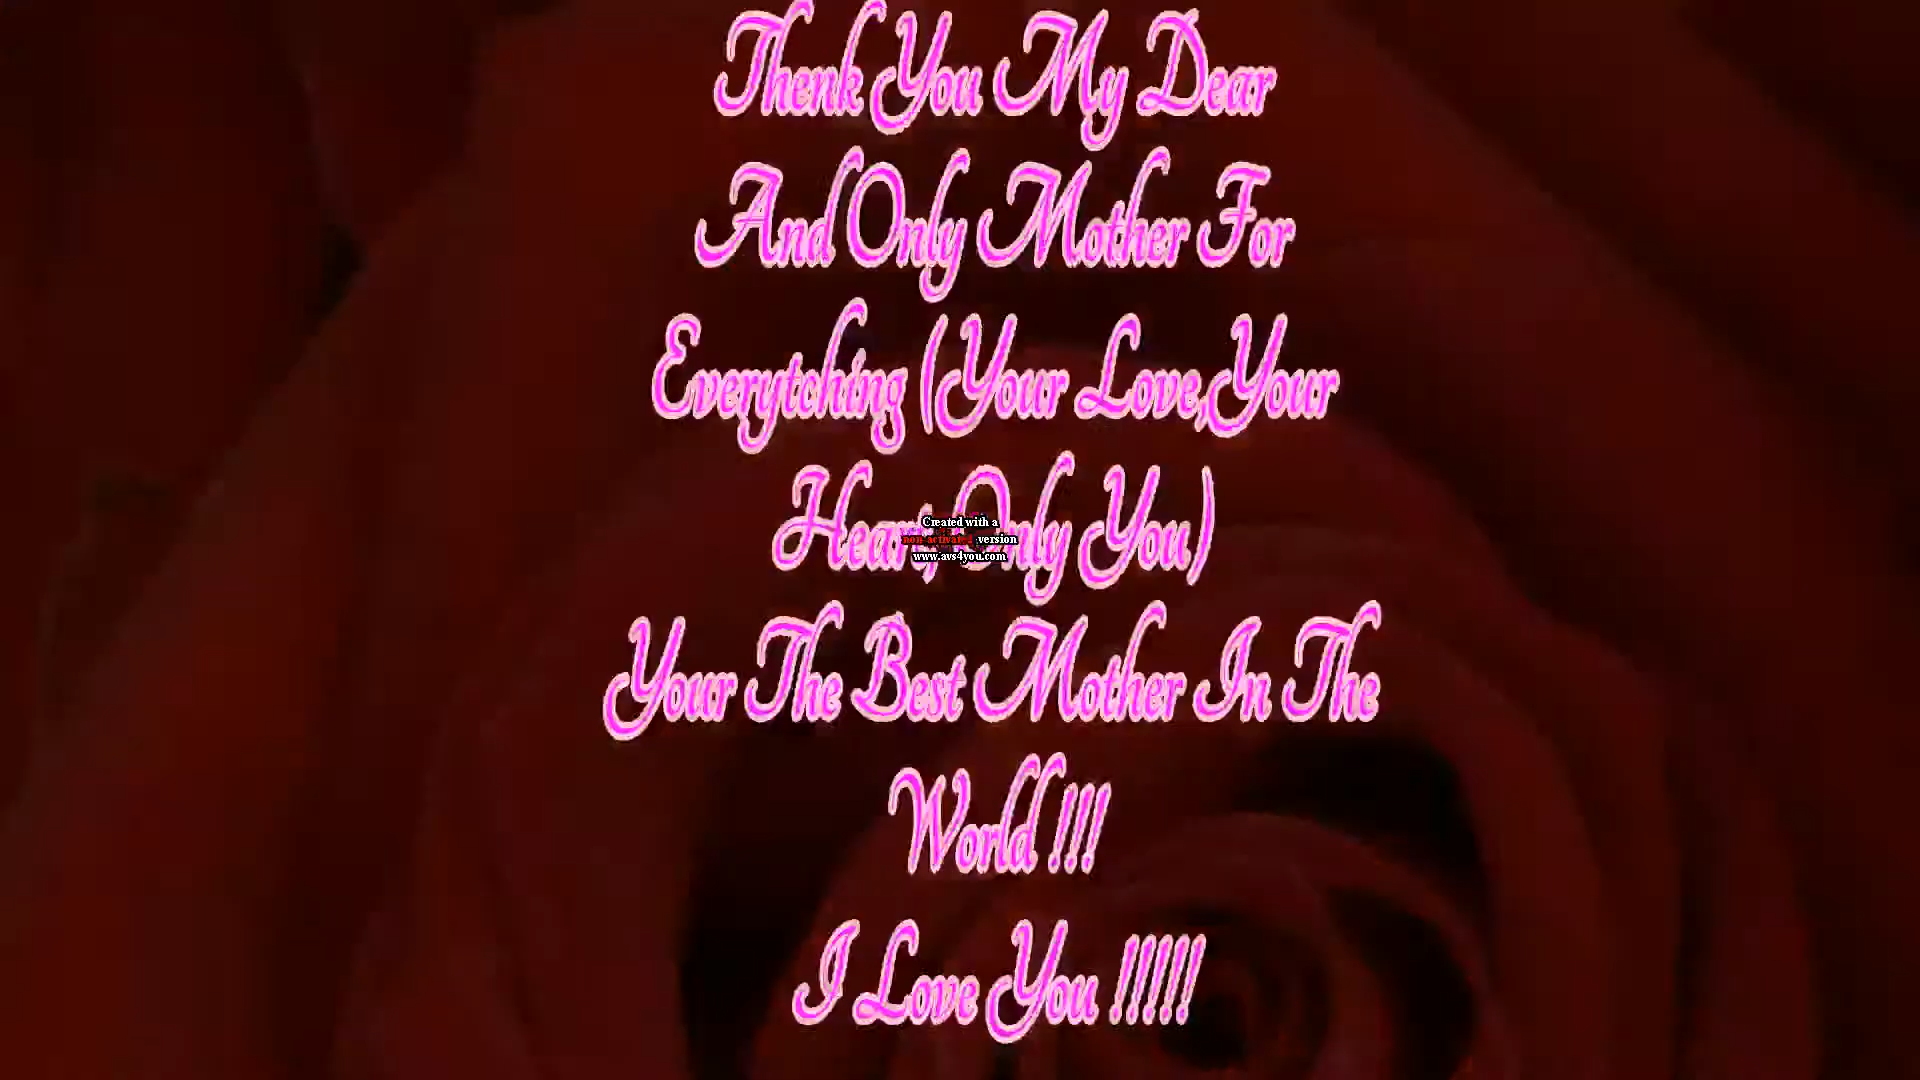 Thenk You My Dear
And Only Mother For
Everytching (Your Love,Your
Heart, Only You)
Your The Best Mother In The
World !!!
I Love You !!!!!
Created with a
non-activated version
www.avs4you.com